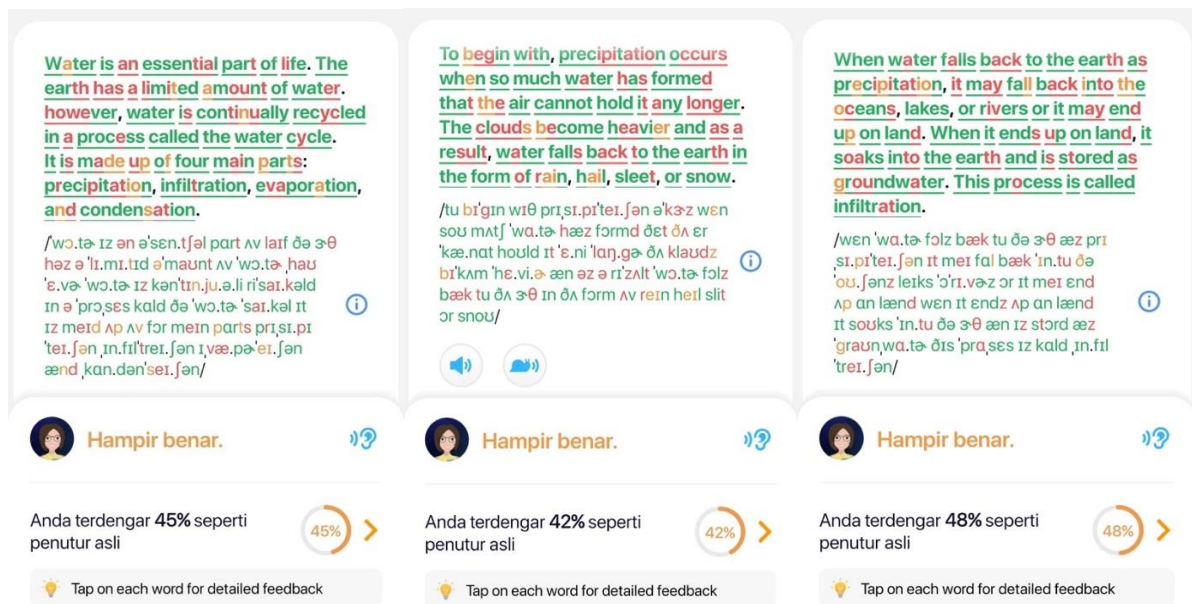 Water is an essential part of life. The
earth has a limited amount of water.
however, water is continually recycled
in a process called the water cycle.
It is made up of four main parts:
precipitation, infiltration, evaporation,
and condensation.
/ˈwɔ.tɚ ɪz ən əˈsɛn.tʃəl pɑrt ʌv laɪf ðə ɝθ
həz ə ˈlɪ.mɪ.tɪd əˈmaʊnt ʌv ˈwɔ.tɚ ˌhaʊ
ˈɛ.vɚ ˈwɔ.tɚ ɪz kənˈtɪn.ju.ə.li riˈsaɪ.kəld
ɪn ə ˈprɔˌsɛs kɑld ðə ˈwɔ.tɚ ˈsaɪ.kəl ɪt
ɪz meɪd ʌp ʌv fɔr meɪn pɑrts prɪˌsɪ.pɪ
ˈteɪ.ʃən ˌɪn.fɪlˈtreɪ.ʃən ɪˌvæ.pəˈeɪ.ʃən
ænd ˌkɑn.dənˈseɪ.ʃən/
Hampir benar.
Anda terdengar 45% seperti
penutur asli
45%
Tap on each word for detailed feedback
To begin with, precipitation occurs
when so much water has formed
that the air cannot hold it any longer.
The clouds become heavier and as a
result, water falls back to the earth in
the form of rain, hail, sleet, or snow.
/tu bɪˈgɪn wɪθ prɪˌsɪ.pɪˈteɪ.ʃən əˈkɝz wɛn
soʊ mʌtʃ ˈwɑ.tɚ hæz fɔrmd ðɛt ðʌ ɛr
ˈkæ.nɑt hoʊld ɪt ˈɛ.ni ˈlɑŋ.gɚ ðʌ klaʊdz
bɪˈkʌm ˈhɛ.vi.ɚ æn əz ə rɪˈzʌlt ˈwɔ.tɚ fɔlz
bæk tu ðʌ ɝθ ɪn ðʌ fɔrm ʌv reɪn heɪl slit
ɔr snoʊ/
Hampir benar.
Anda terdengar 42% seperti
penutur asli
42%
Tap on each word for detailed feedback
When water falls back to the earth as
precipitation, it may fall back into the
oceans, lakes, or rivers or it may end
up on land. When it ends up on land, it
soaks into the earth and is stored as
groundwater. This process is called
infiltration.
/wɛn ˈwɑ.tɚ fɔlz bæk tu ðə ɝθ æz prɪ
ˌsɪ.pɪˈteɪ.ʃən ɪt meɪ fɑl bæk ˈɪn.tu ðə
ˈoʊ.ʃənz leɪks ˈɔˈrɪ.vɚz ɔr ɪt meɪ ɛnd
ʌp ɑn lænd wɛn ɪt ɛndz ʌp ɑn lænd
ɪt soʊks ˈɪn.tu ðə ɝθ æn ɪz stɔrd æz
ˈgraʊnˌwɑ.tɚ ðɪs ˈprɑˌsɛs ɪz kɑld ˌɪn.fɪl
ˈtreɪ.ʃən/
Hampir benar.
Anda terdengar 48% seperti
penutur asli
48%
Tap on each word for detailed feedback